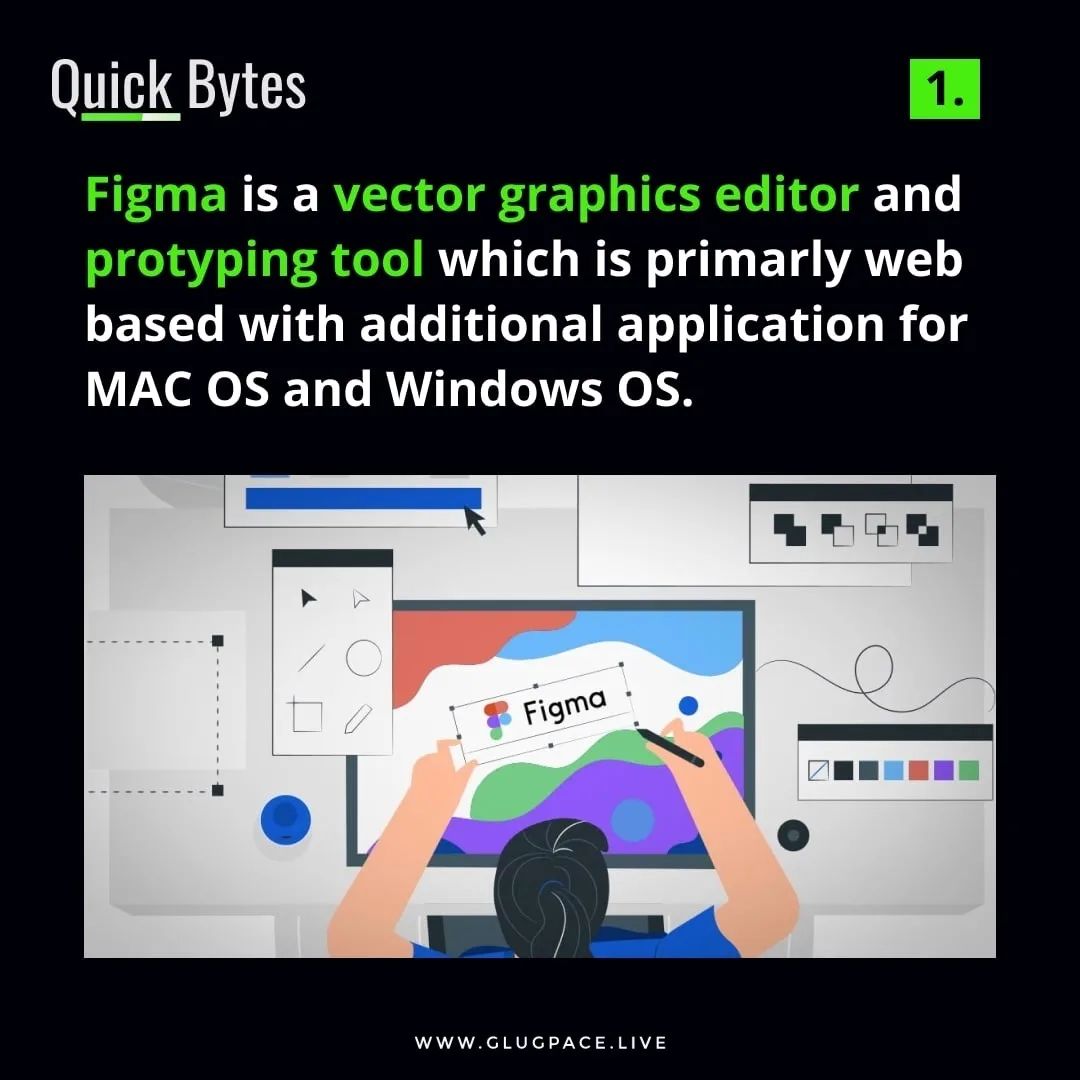 Quick Bytes
1.
Figma is a vector graphics editor and
protyping tool which is primarly web
based with additional application for
MAC OS and Windows OS.
Figma
WWW.GLUGPACE.LIVE